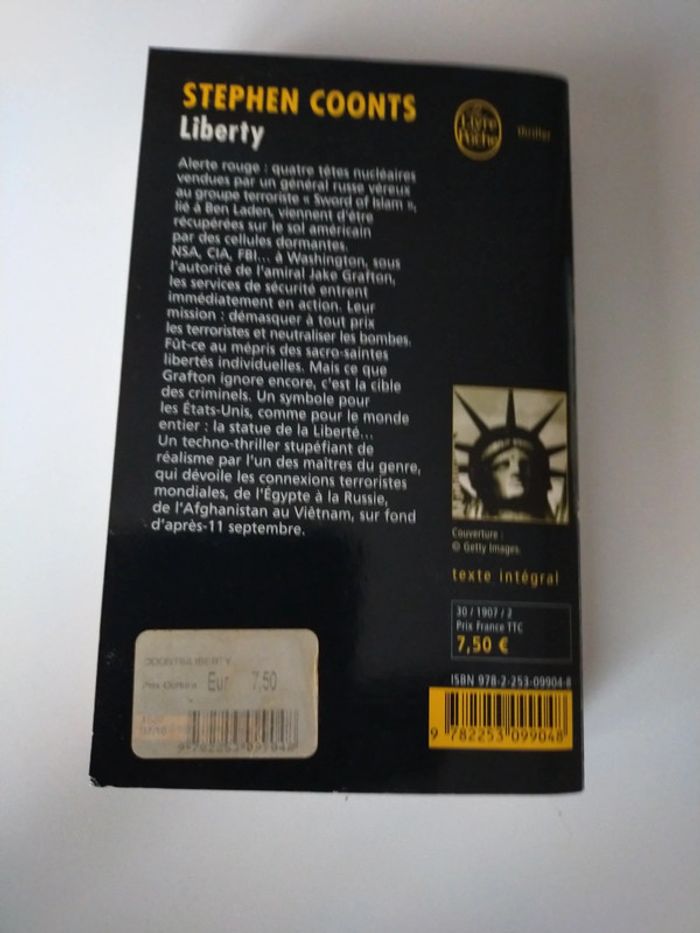 STEPHEN COONTS
Liberty
Le
Livre
de
Poche
thriller
Alerte rouge : quatre têtes nucléaires
vendues par un général russe véreux
au groupe terroriste « Sword of Islam »,
lié à Ben Laden, viennent d'être
récupérées sur le sol américain
par des cellules dormantes.
NSA, CIA, FBI... à Washington, sous
l'autorité de l'amiral Jake Grafton,
les services de sécurité entrent
immédiatement en action. Leur
mission : démasquer à tout prix
les terroristes et neutraliser les bombes.
Fût-ce au mépris des sacro-saintes
libertés individuelles. Mais ce que
Grafton ignore encore, c'est la cible
des criminels. Un symbole pour
les États-Unis, comme pour le monde
entier : la statue de la Liberté...
Un techno-thriller stupéfiant de
réalisme par l'un des maîtres du genre,
qui dévoile les connexions terroristes
mondiales, de l'Égypte à la Russie,
de l'Afghanistan au Viêtnam, sur fond
d'après-11 septembre.
Couverture :
© Getty Images.
texte intégral
30 / 1907 / 2
Prix France TTC
7,50 €
ISBN 978-2-253-09904-8
9 782253 099048
COONTS/LIBERTY
Eur 7,50
9 782253 099048